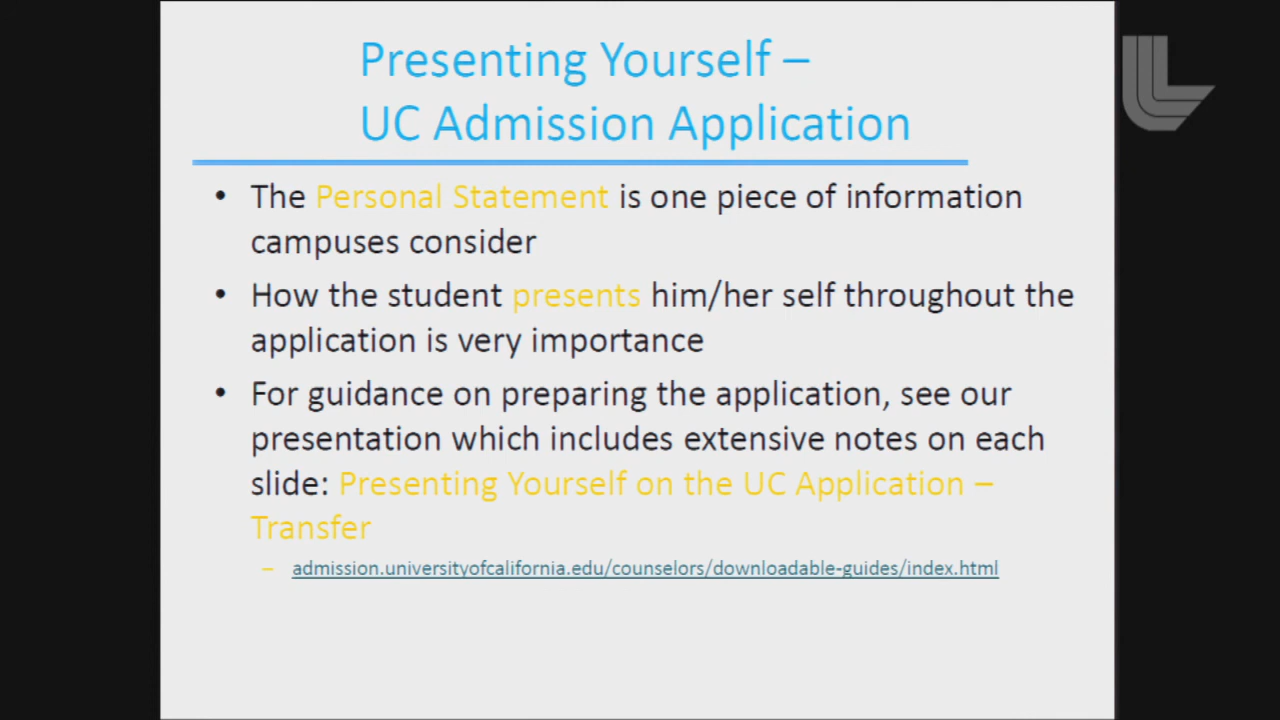 Presenting Yourself –
UC Admission Application
• The Personal Statement is one piece of information
campuses consider
• How the student presents him/her self throughout the
application is very importance
• For guidance on preparing the application, see our
presentation which includes extensive notes on each
slide: Presenting Yourself on the UC Application –
Transfer
– admission.universityofcalifornia.edu/counselors/downloadable-guides/index.html